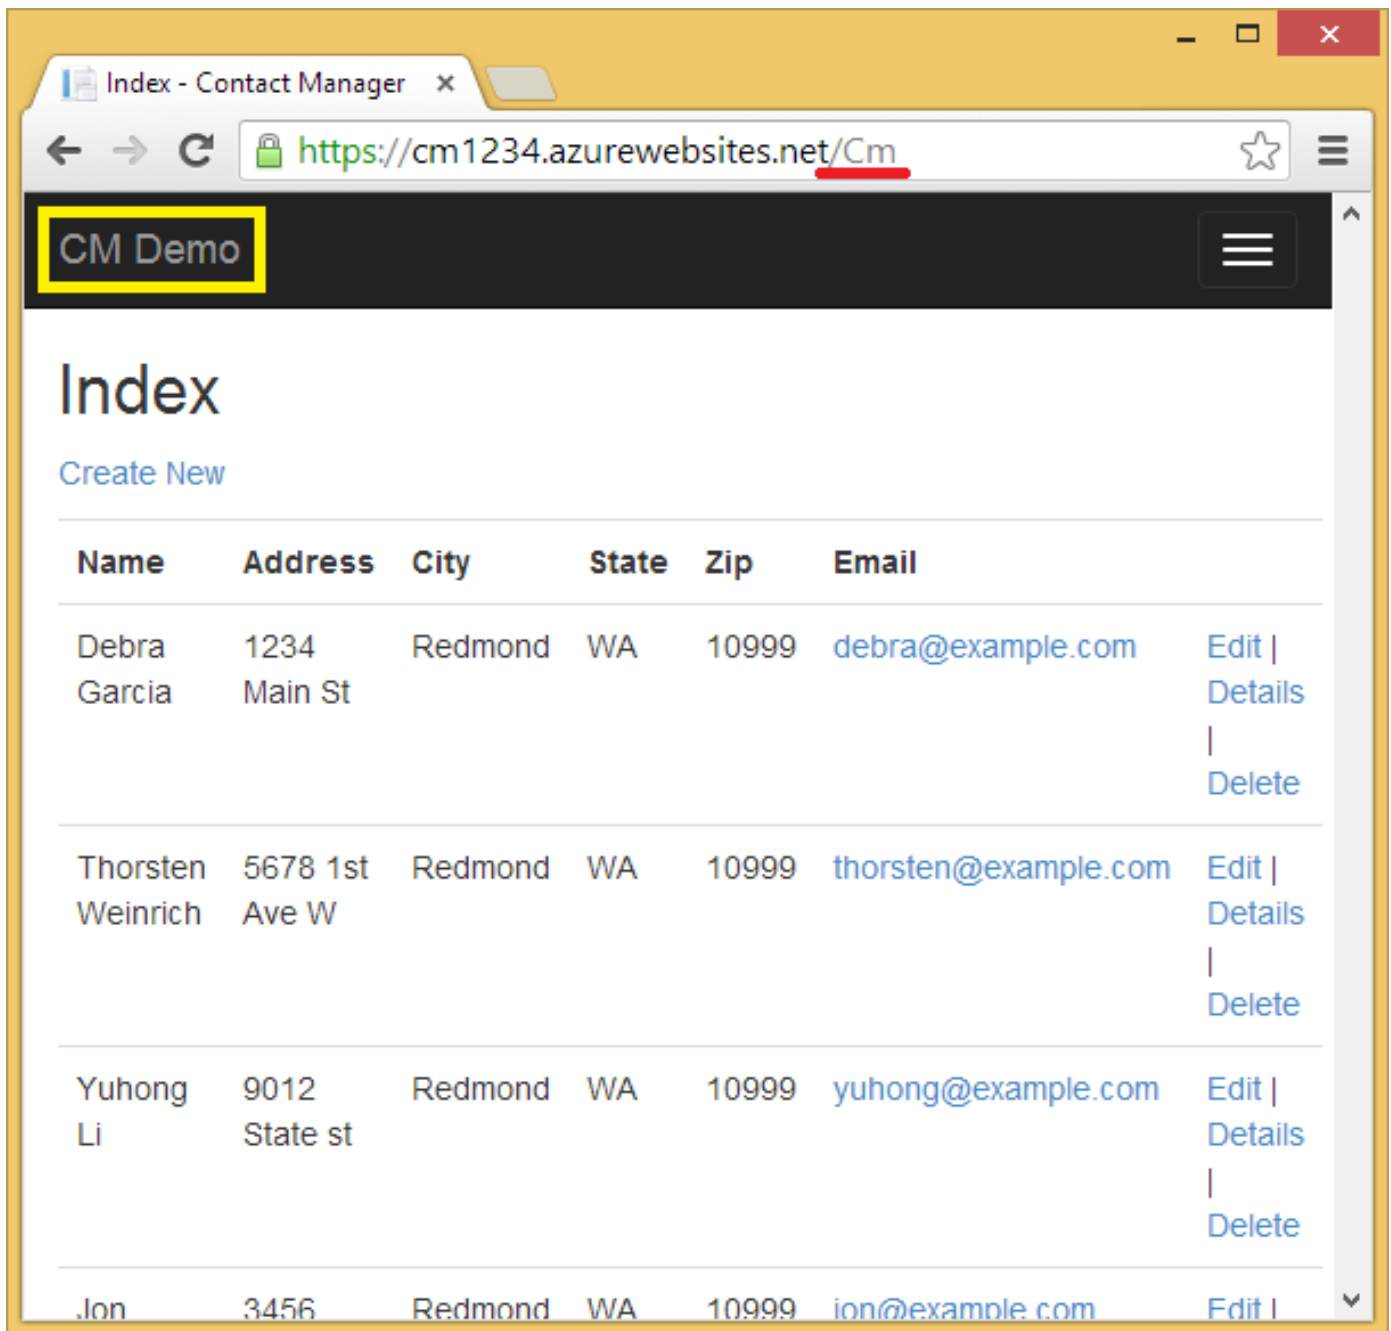 Index - Contact Manager
https://cm1234.azurewebsites.net/Cm
CM Demo
Index
Create New
Name Address City State Zip Email
Debra 1234 Redmond WA 10999 debra@example.com Edit |
Garcia Main St Details
|
Delete
Thorsten 5678 1st Redmond WA 10999 thorsten@example.com Edit |
Weinrich Ave W Details
|
Delete
Yuhong 9012 Redmond WA 10999 yuhong@example.com Edit |
Li State st Details
|
Delete
Jon 3456 Redmond WA 10999 jon@example.com Edit |